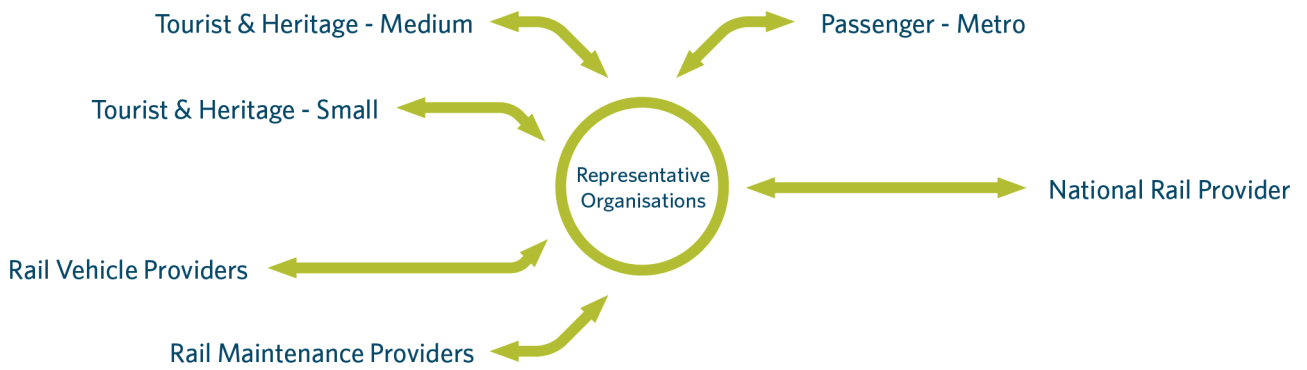 Tourist & Heritage - Medium
Passenger - Metro
Tourist & Heritage - Small
Representative
Organisations
National Rail Provider
Rail Vehicle Providers
Rail Maintenance Providers